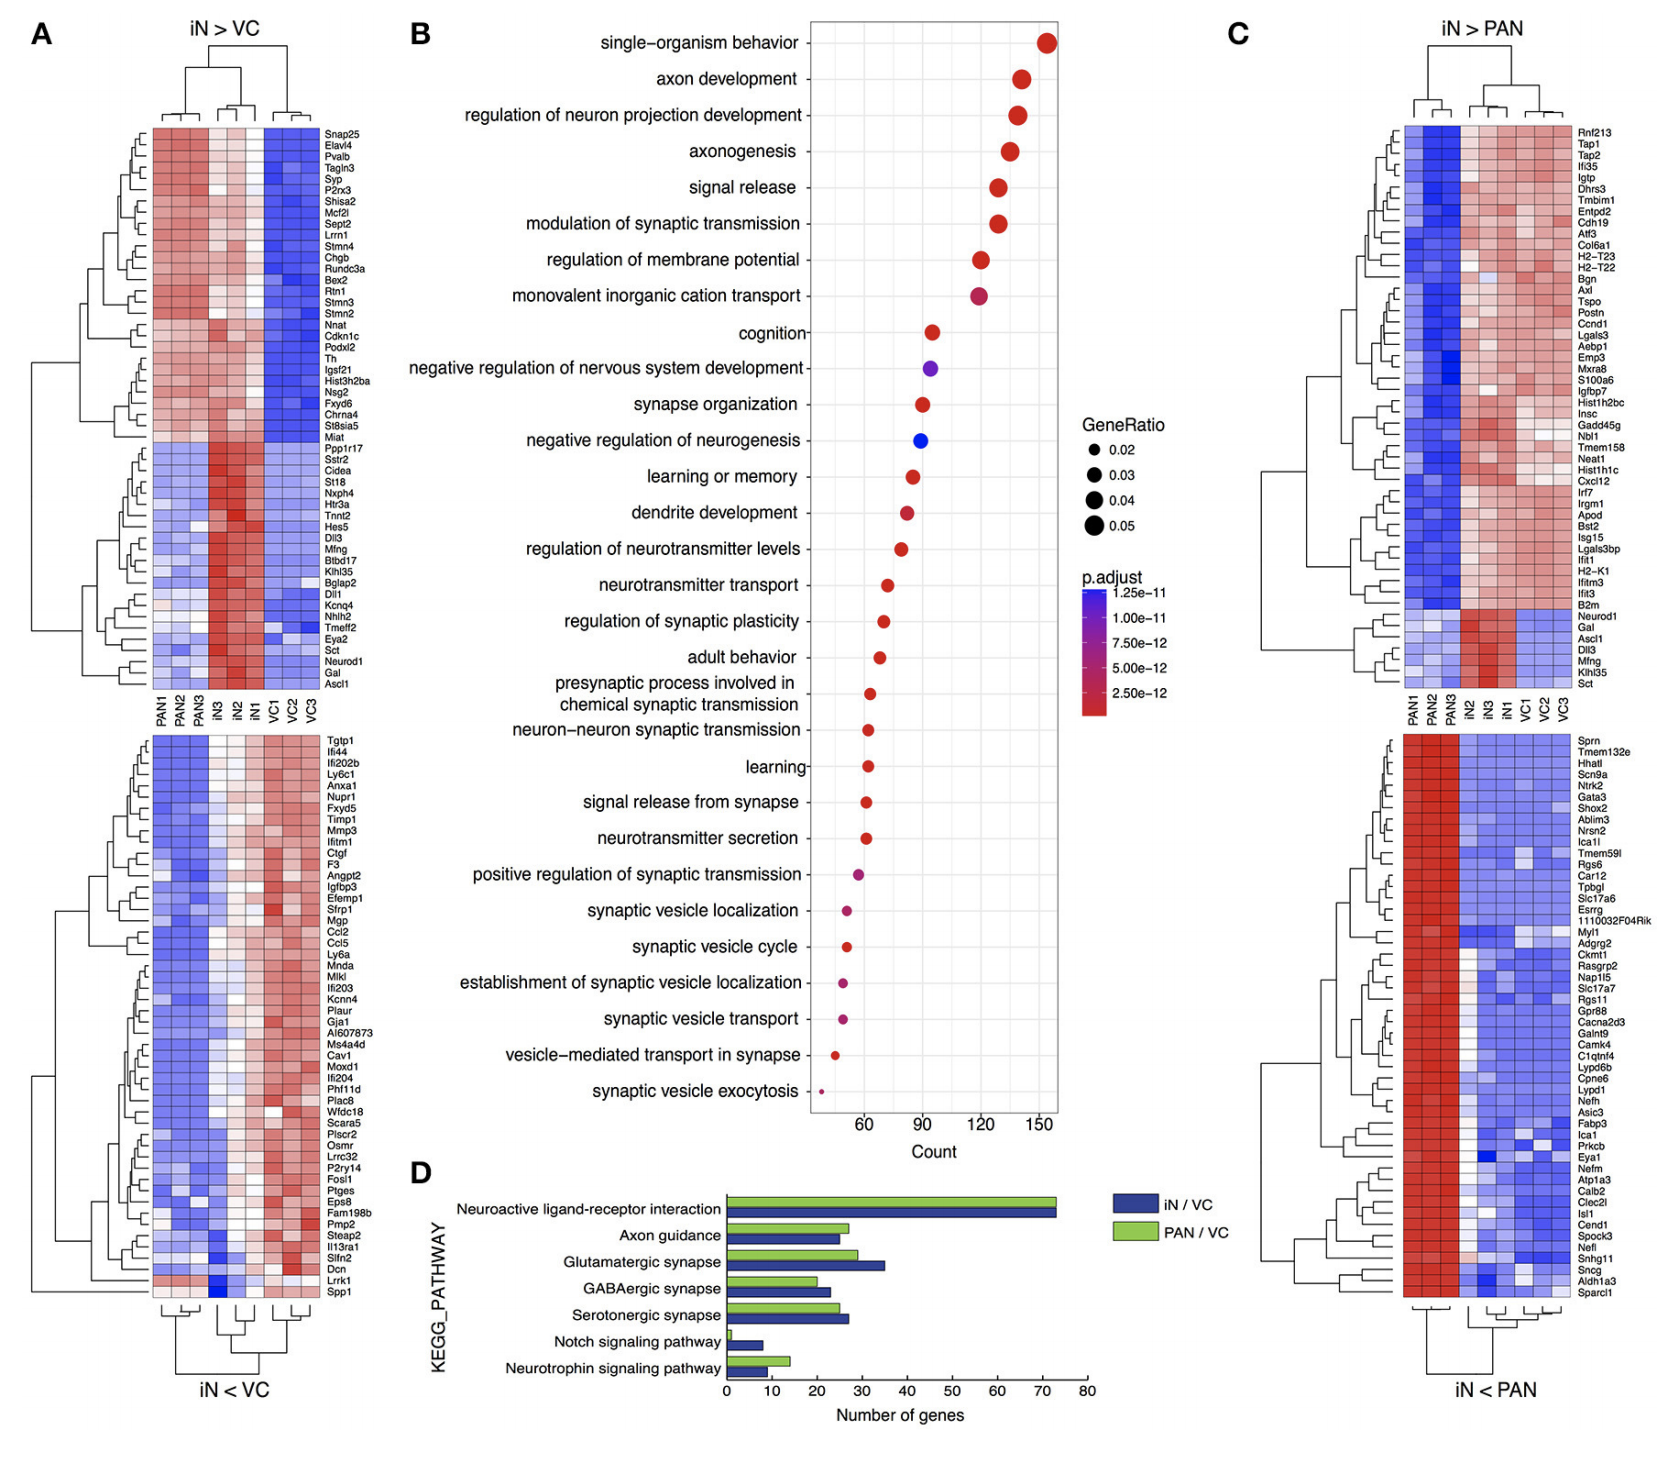 A
iN > VC
Snap25
Elavl4
Pvalb
Tagln3
Syp
P2rx3
Shisa2
Mcf2l
Sept2
Lrrn1
Stmn4
Chgb
Rundc3a
Bex2
Rtn1
Stmn3
Stmn2
Nnat
Cdkn1c
Podxl2
Th
Igsf21
Hist3h2ba
Nsg2
Fxyd6
Chrna4
St8sia5
Miat
Ppp1r17
Sstr2
Cidea
St18
Nxph4
Htr3a
Tnnt2
Hes5
Dll3
Mfng
Btbd17
Klhl35
Bglap2
Dll1
Kcnq4
Nhlh2
Tmeff2
Eya2
Sct
Neurod1
Gal
Ascl1
PAN1 PAN2 PAN3 iN3 iN2 iN1 VC1 VC2 VC3
Tgtp1
Ifi44
Ifi202b
Ly6c1
Anxa1
Nupr1
Fxyd5
Timp1
Mmp3
Ifitm1
Ctgf
F3
Angpt2
Igfbp3
Efemp1
Sfrp1
Mgp
Ccl2
Ccl5
Ly6a
Mnda
Mlkl
Ifi203
Kcnn4
Plaur
Gja1
AI607873
Ms4a4d
Cav1
Moxd1
Ifi204
Phf11d
Plac8
Wfdc18
Scara5
Plscr2
Osmr
Lrrc32
P2ry14
Fosl1
Ptges
Eps8
Fam198b
Pmp2
Steap2
Il13ra1
Slfn2
Dcn
Lrrk1
Spp1
iN < VC
B
single−organism behavior
axon development
regulation of neuron projection development
axonogenesis
signal release
modulation of synaptic transmission
regulation of membrane potential
monovalent inorganic cation transport
cognition
negative regulation of nervous system development
synapse organization
negative regulation of neurogenesis
learning or memory
dendrite development
regulation of neurotransmitter levels
neurotransmitter transport
regulation of synaptic plasticity
adult behavior
presynaptic process involved in
chemical synaptic transmission
neuron−neuron synaptic transmission
learning
signal release from synapse
neurotransmitter secretion
positive regulation of synaptic transmission
synaptic vesicle localization
synaptic vesicle cycle
establishment of synaptic vesicle localization
synaptic vesicle transport
vesicle−mediated transport in synapse
synaptic vesicle exocytosis
60 90 120 150
Count
GeneRatio
0.02
0.03
0.04
0.05
p.adjust
1.25e−11
1.00e−11
7.50e−12
5.00e−12
2.50e−12
C
iN > PAN
Rnf213
Tap1
Tap2
Ifi35
Igtp
Dhrs3
Tmbim1
Entpd2
Cdh19
Atf3
Col6a1
H2−T23
H2−T22
Bgn
Axl
Tspo
Postn
Ccnd1
Lgals3
Aebp1
Emp3
Mxra8
S100a6
Igfbp7
Hist1h2bc
Insc
Gadd45g
Nbl1
Tmem158
Neat1
Hist1h1c
Cxcl12
Irf7
Irgm1
Apod
Bst2
Isg15
Lgals3bp
Ifit1
H2−K1
Ifitm3
Ifit3
B2m
Neurod1
Gal
Ascl1
Dll3
Mfng
Klhl35
Sct
PAN1 PAN2 PAN3 iN2 iN3 iN1 VC1 VC2 VC3
Sprn
Tmem132e
Hhatl
Scn9a
Ntrk2
Gata3
Shox2
Ablim3
Nrsn2
Ica1l
Tmem59l
Rgs6
Car12
Tpbgl
Slc17a6
Esrrg
1110032F04Rik
Myl1
Adgrg2
Ckmt1
Rasgrp2
Nap1l5
Slc17a7
Rgs11
Gpr88
Cacna2d3
Galnt9
Camk4
C1qtnf4
Lypd6b
Cpne6
Lypd1
Nefh
Asic3
Fabp3
Ica1
Prkcb
Eya1
Nefm
Atp1a3
Calb2
Clec2l
Isl1
Cend1
Spock3
Nefl
Snhg11
Sncg
Aldh1a3
Sparcl1
iN < PAN
D
KEGG_PATHWAY
Neuroactive ligand-receptor interaction
Axon guidance
Glutamatergic synapse
GABAergic synapse
Serotonergic synapse
Notch signaling pathway
Neurotrophin signaling pathway
0 10 20 30 40 50 60 70 80
Number of genes
iN / VC
PAN / VC